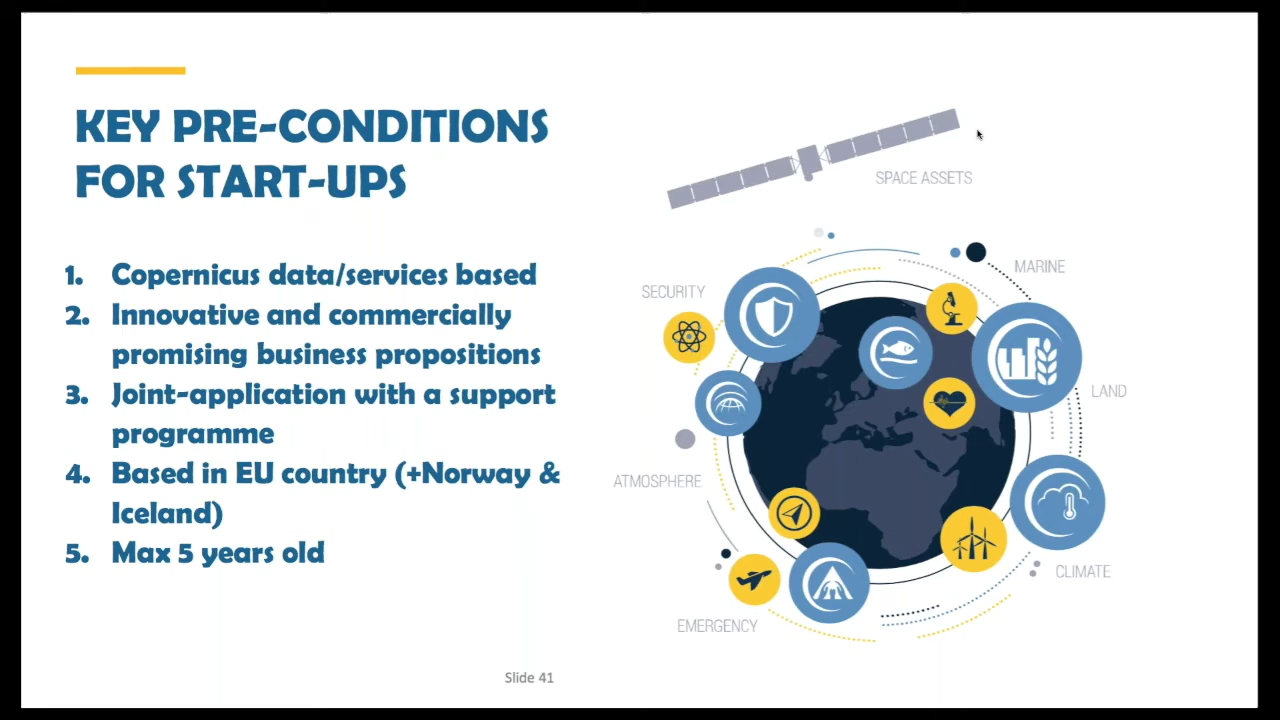 KEY PRE-CONDITIONS
FOR START-UPS
1. Copernicus data/services based
2. Innovative and commercially
promising business propositions
3. Joint-application with a support
programme
4. Based in EU country (+Norway &
Iceland)
5. Max 5 years old
SPACE ASSETS
MARINE
SECURITY
LAND
ATMOSPHERE
CLIMATE
EMERGENCY
Slide 41